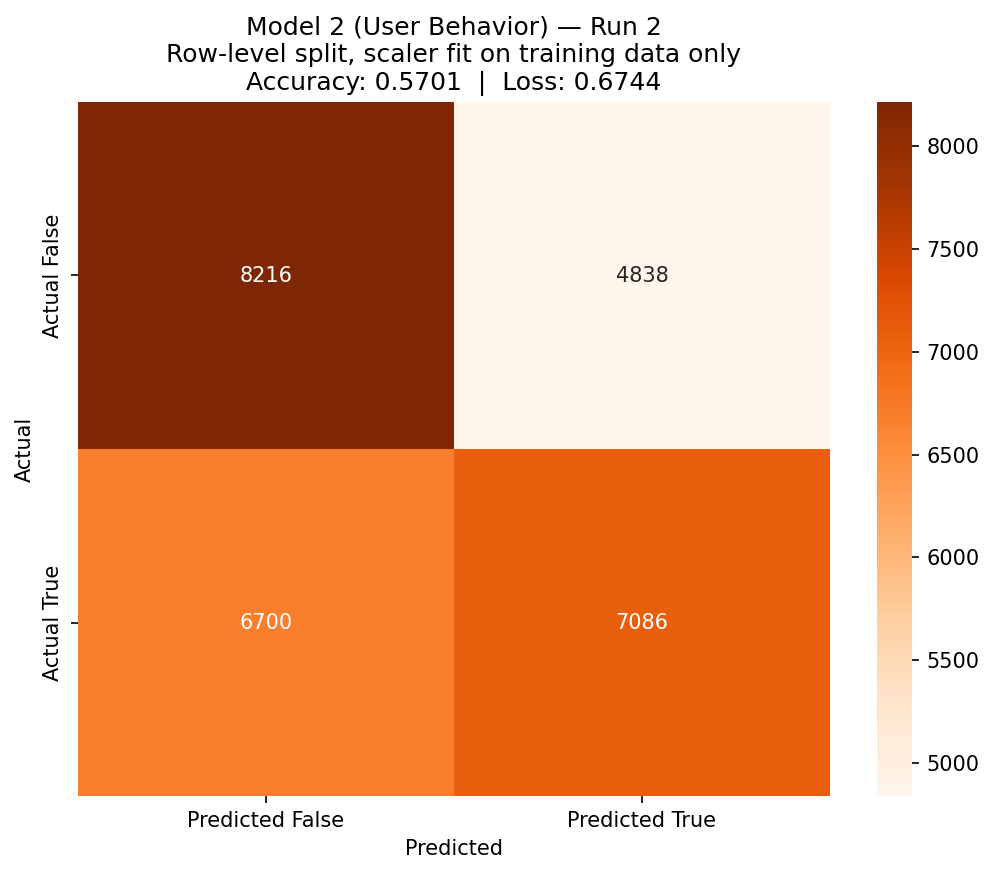 Model 2 (User Behavior) — Run 2
Row-level split, scaler fit on training data only
Accuracy: 0.5701 | Loss: 0.6744
Actual
Actual False
Actual True
8216
4838
6700
7086
Predicted False
Predicted True
Predicted
8000
7500
7000
6500
6000
5500
5000